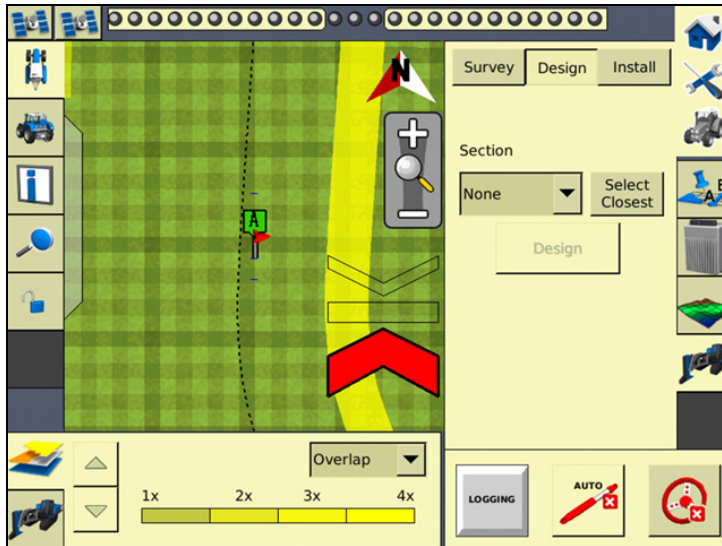 N
Survey
Design
Install
Section
None
Select
Closest
Design
A
A
Overlap
1x
2x
3x
4x
LOGGING
AUTO